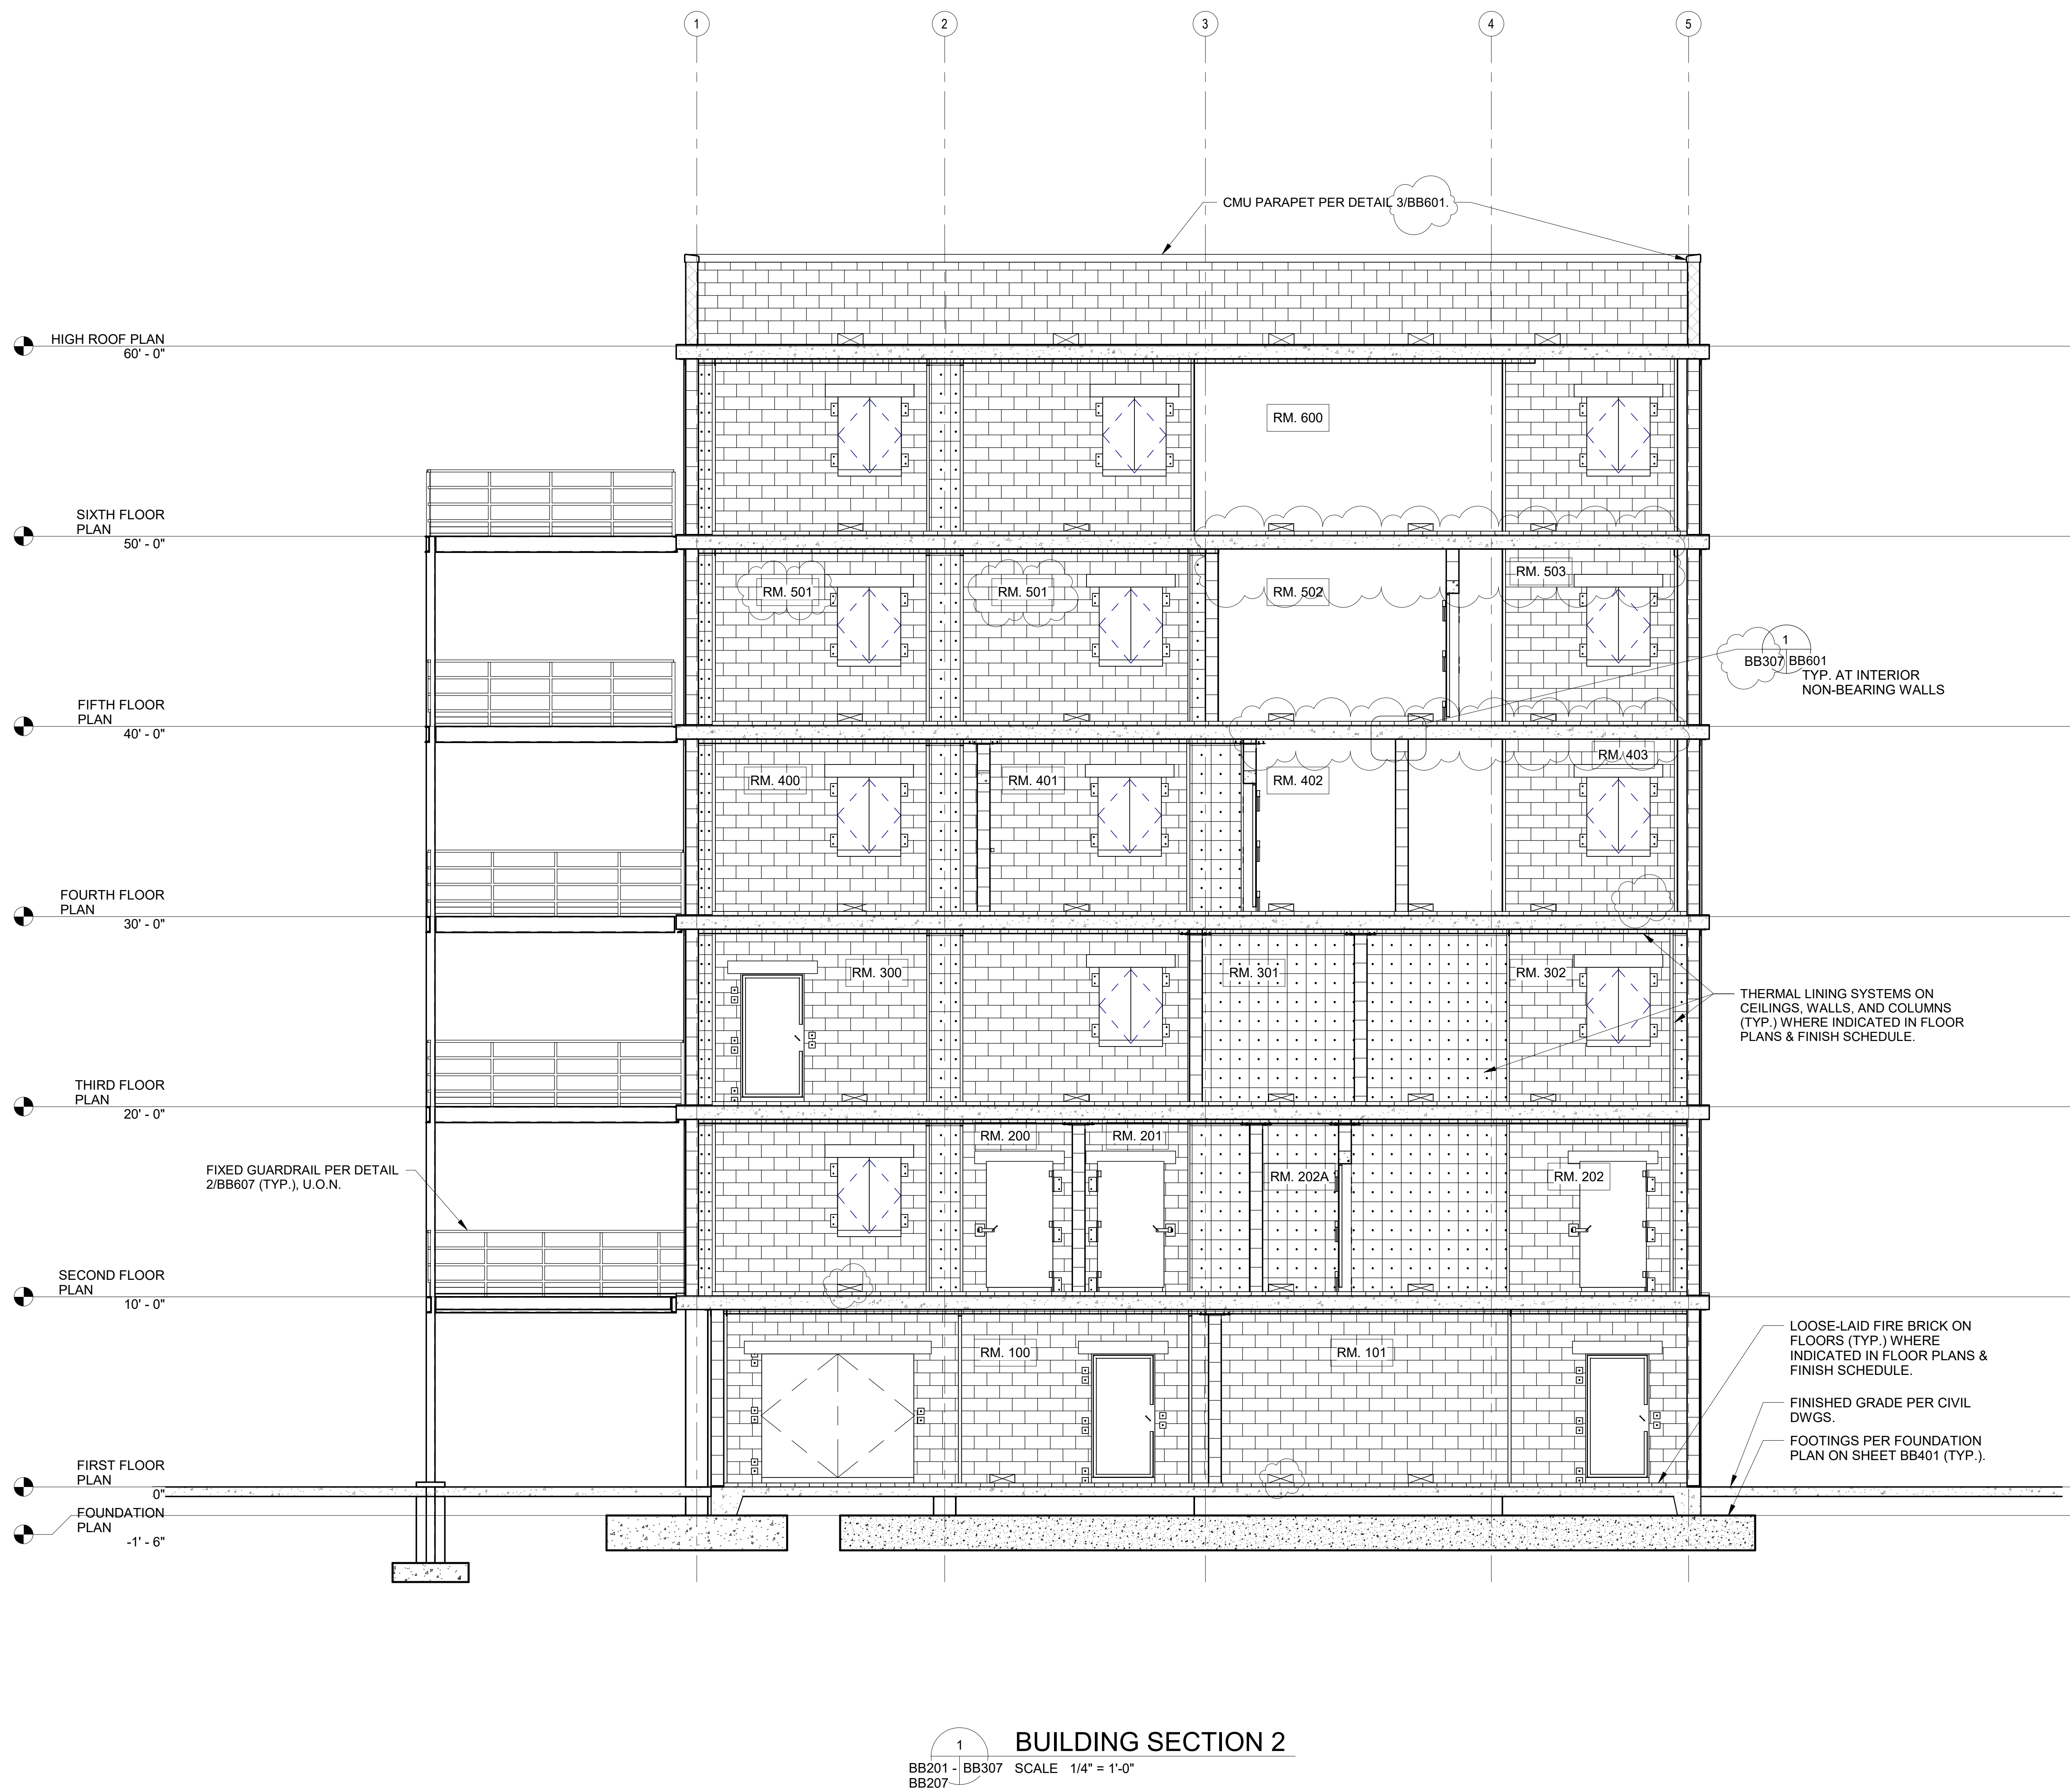 1
2
3
4
5
CMU PARAPET PER DETAIL 3/BB601.
HIGH ROOF PLAN
60' - 0"
RM. 600
SIXTH FLOOR
PLAN
50' - 0"
RM. 501
RM. 501
RM. 502
RM. 503
1
BB307
BB601
TYP. AT INTERIOR
NON-BEARING WALLS
FIFTH FLOOR
PLAN
40' - 0"
RM. 400
RM. 401
RM. 402
RM. 403
FOURTH FLOOR
PLAN
30' - 0"
RM. 300
RM. 301
RM. 302
THERMAL LINING SYSTEMS ON
CEILINGS, WALLS, AND COLUMNS
(TYP.) WHERE INDICATED IN FLOOR
PLANS & FINISH SCHEDULE.
THIRD FLOOR
PLAN
20' - 0"
RM. 200
RM. 201
RM. 202A
RM. 202
FIXED GUARDRAIL PER DETAIL
2/BB607 (TYP.), U.O.N.
SECOND FLOOR
PLAN
10' - 0"
RM. 100
RM. 101
LOOSE-LAID FIRE BRICK ON
FLOORS (TYP.) WHERE
INDICATED IN FLOOR PLANS &
FINISH SCHEDULE.
FINISHED GRADE PER CIVIL
DWGS.
FOOTINGS PER FOUNDATION
PLAN ON SHEET BB401 (TYP.).
FIRST FLOOR
PLAN
0"
FOUNDATION
PLAN
-1' - 6"
1
BB201 -
BB207
BB307
BUILDING SECTION 2
SCALE 1/4" = 1'-0"